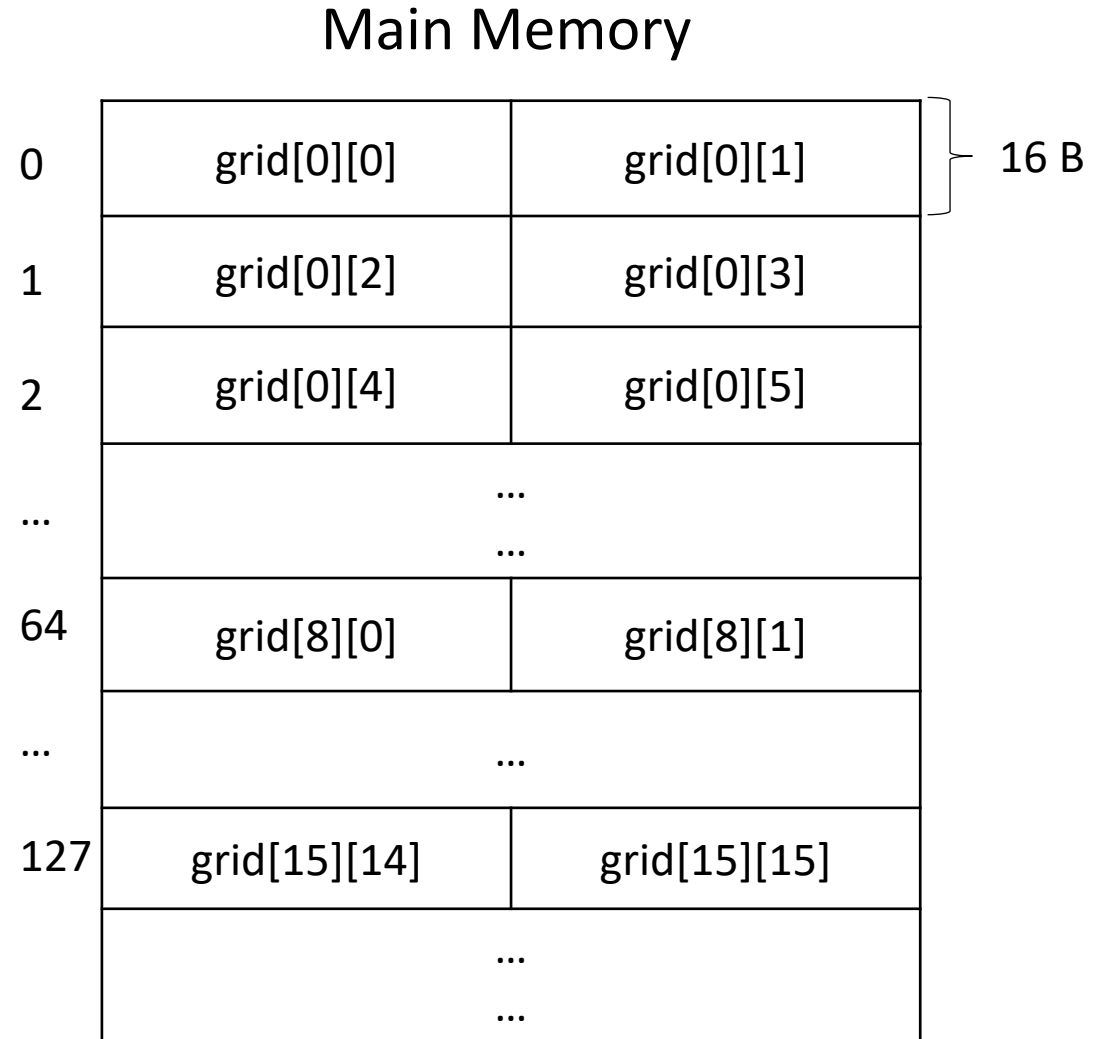 Main Memory
0 grid[0][0] grid[0][1] 16 B
1 grid[0][2] grid[0][3]
2 grid[0][4] grid[0][5]
…
… …
64 grid[8][0] grid[8][1]
… …
127 grid[15][14] grid[15][15]
…
…